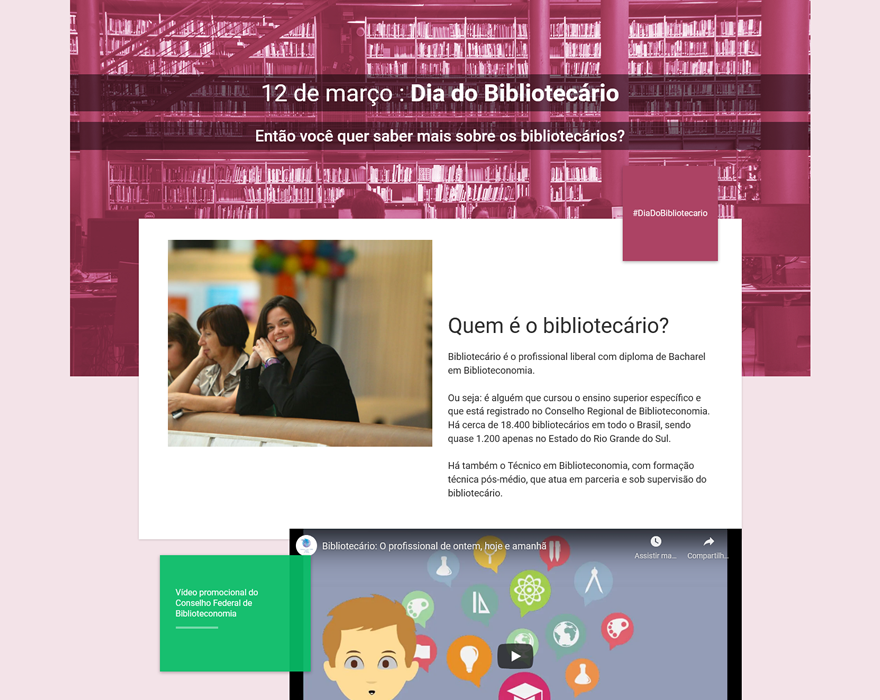 12 de março : Dia do Bibliotecário
Então você quer saber mais sobre os bibliotecários?
#DiaDoBibliotecario
Quem é o bibliotecário?
Bibliotecário é o profissional liberal com diploma de Bacharel
em Biblioteconomia.
Ou seja: é alguém que cursou o ensino superior específico e
que está registrado no Conselho Regional de Biblioteconomia.
Há cerca de 18.400 bibliotecários em todo o Brasil, sendo
quase 1.200 apenas no Estado do Rio Grande do Sul.
Há também o Técnico em Biblioteconomia, com formação
técnica pós-médio, que atua em parceria e sob supervisão do
bibliotecário.
Bibliotecário: O profissional de ontem, hoje e amanhã
Assistir ma...
Compartilh...
Vídeo promocional do
Conselho Federal de
Biblioteconomia